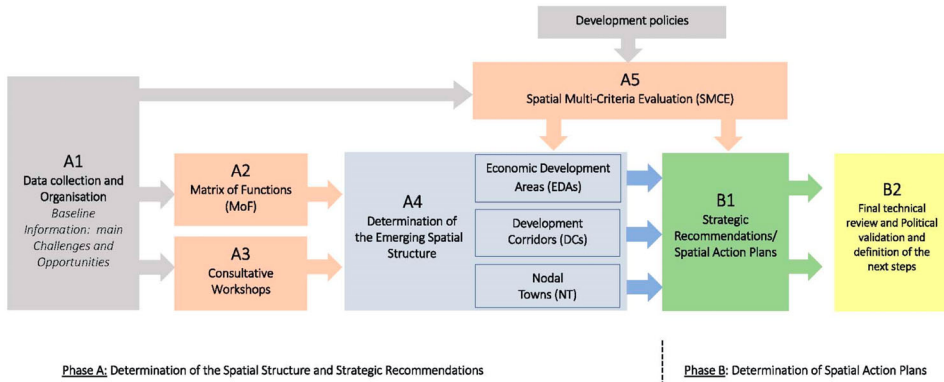 Development policies
A5
Spatial Multi-Criteria Evaluation (SMCE)
A1
Data collection and
Organisation
Baseline
Information: main
Challenges and
Opportunities
A2
Matrix of Functions
(MoF)
A3
Consultative
Workshops
A4
Determination of
the Emerging Spatial
Structure
Economic Development
Areas (EDAs)
Development
Corridors (DCs)
Nodal
Towns (NT)
B1
Strategic
Recommendations/
Spatial Action Plans
B2
Final technical
review and Political
validation and
definition of the
next steps
Phase A: Determination of the Spatial Structure and Strategic Recommendations
Phase B: Determination of Spatial Action Plans